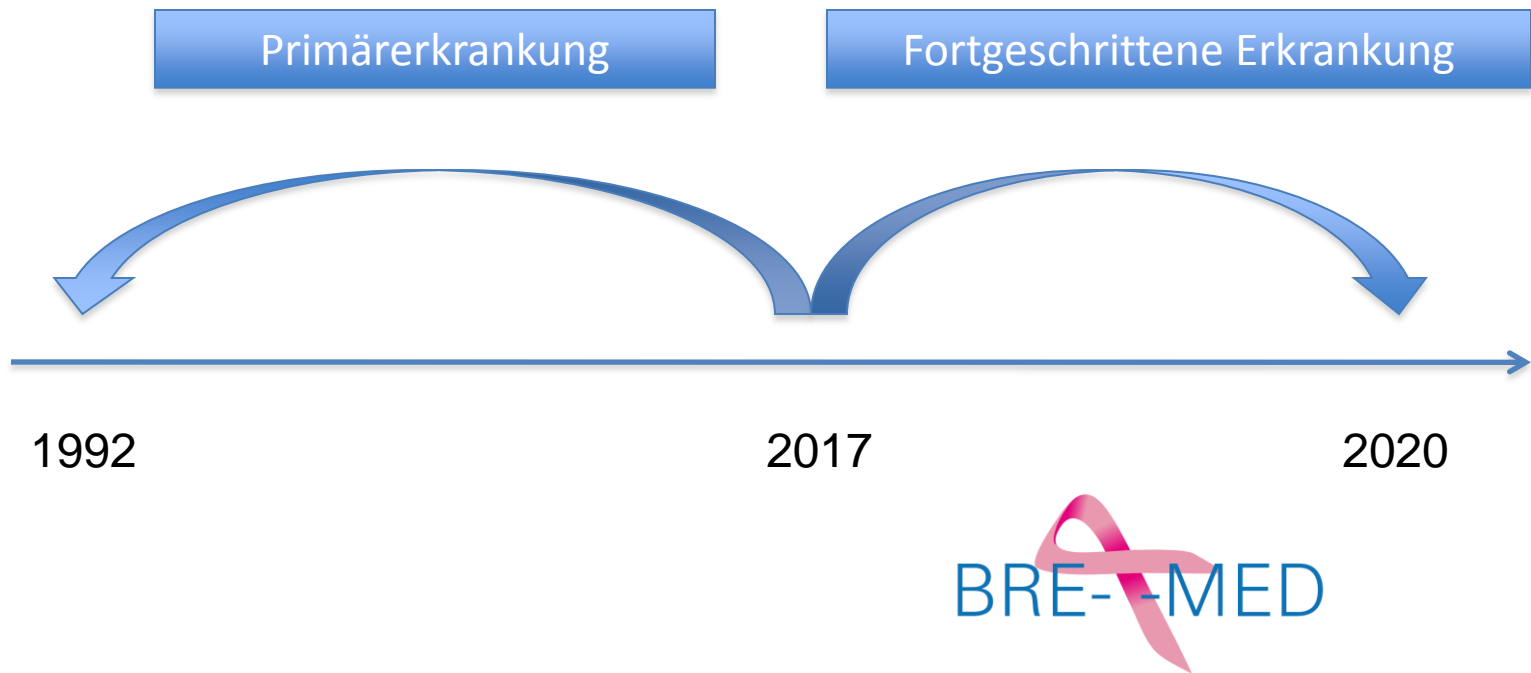 Primärerkrankung
Fortgeschrittene Erkrankung
1992
2017
2020
BRE- -MED